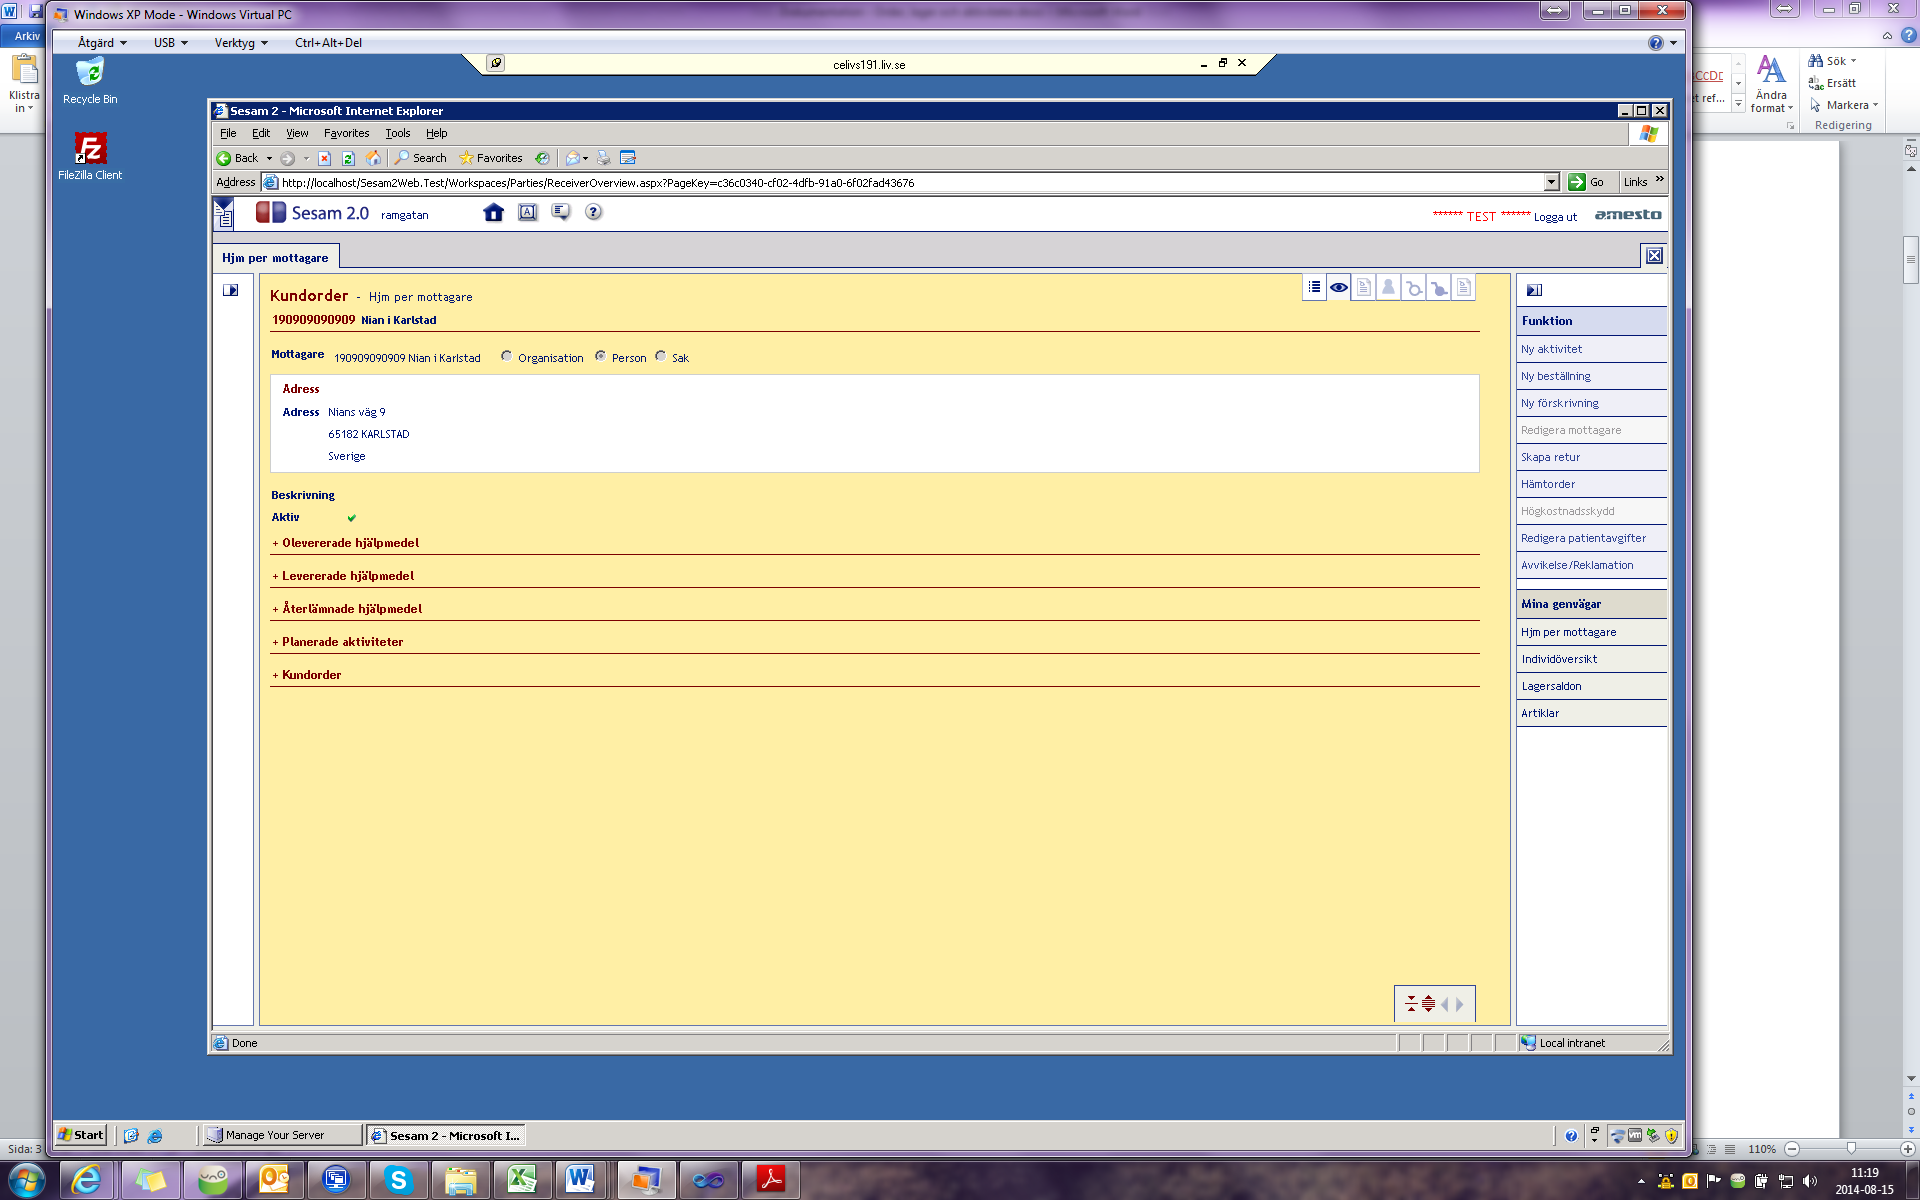 Windows XP Mode - Windows Virtual PC
Arkiv
Åtgärd USB Verktyg Ctrl+Alt+Del
Klistra
in
Sök
Ersätt
Markera
Redigering
Ändra
format
celivs191.liv.se
Recycle Bin
FileZilla Client
Sesam 2 - Microsoft Internet Explorer
File Edit View Favorites Tools Help
Back Search Favorites
Address http://localhost/Sesam2Web.Test/Workspaces/Parties/ReceiverOverview.aspx?PageKey=c36c0340-cf02-4dfb-91a0-6f02fad43676 Go Links »
Sesam 2.0 ramgatan ****** TEST ****** Logga ut amesto
Hjm per mottagare
Kundorder - Hjm per mottagare
190909090909 Nian i Karlstad
Mottagare 190909090909 Nian i Karlstad Organisation Person Sak
Adress
Adress Nians väg 9
65182 KARLSTAD
Sverige
Beskrivning
Aktiv
+ Olevererade hjälpmedel
+ Levererade hjälpmedel
+ Återlämnade hjälpmedel
+ Planerade aktiviteter
+ Kundorder
Funktion
Ny aktivitet
Ny beställning
Ny förskrivning
Redigera mottagare
Skapa retur
Hämtorder
Högkostnadsskydd
Redigera patientavgifter
Avvikelse/Reklamation
Mina genvägar
Hjm per mottagare
Individöversikt
Lagersaldon
Artiklar
Done Local intranet
Start Manage Your Server Sesam 2 - Microsoft I...
Sida: 3 110%
11:19
2014-08-15